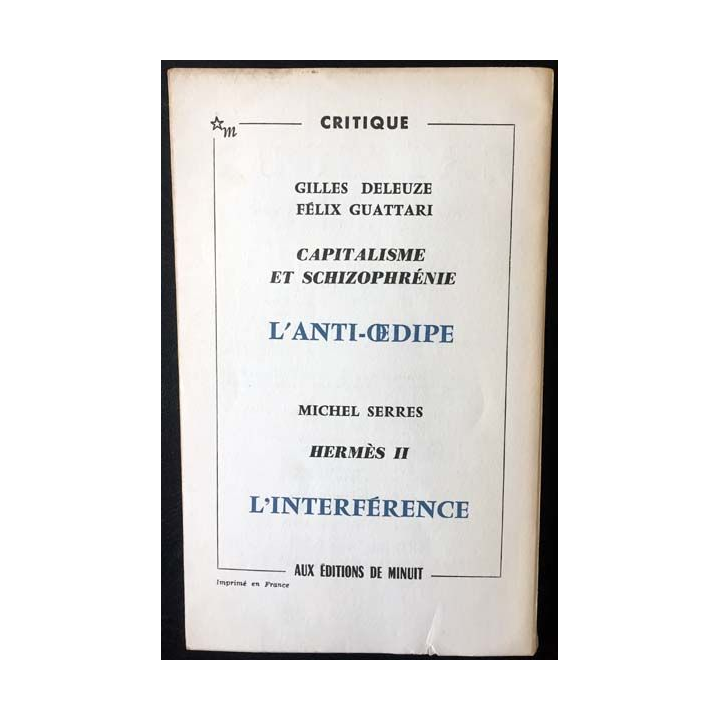 m
CRITIQUE
GILLES DELEUZE
FÉLIX GUATTARI
CAPITALISME
ET SCHIZOPHRÉNIE
L'ANTI-ŒDIPE
MICHEL SERRES
HERMÈS II
L'INTERFÉRENCE
AUX ÉDITIONS DE MINUIT
Imprimé en France